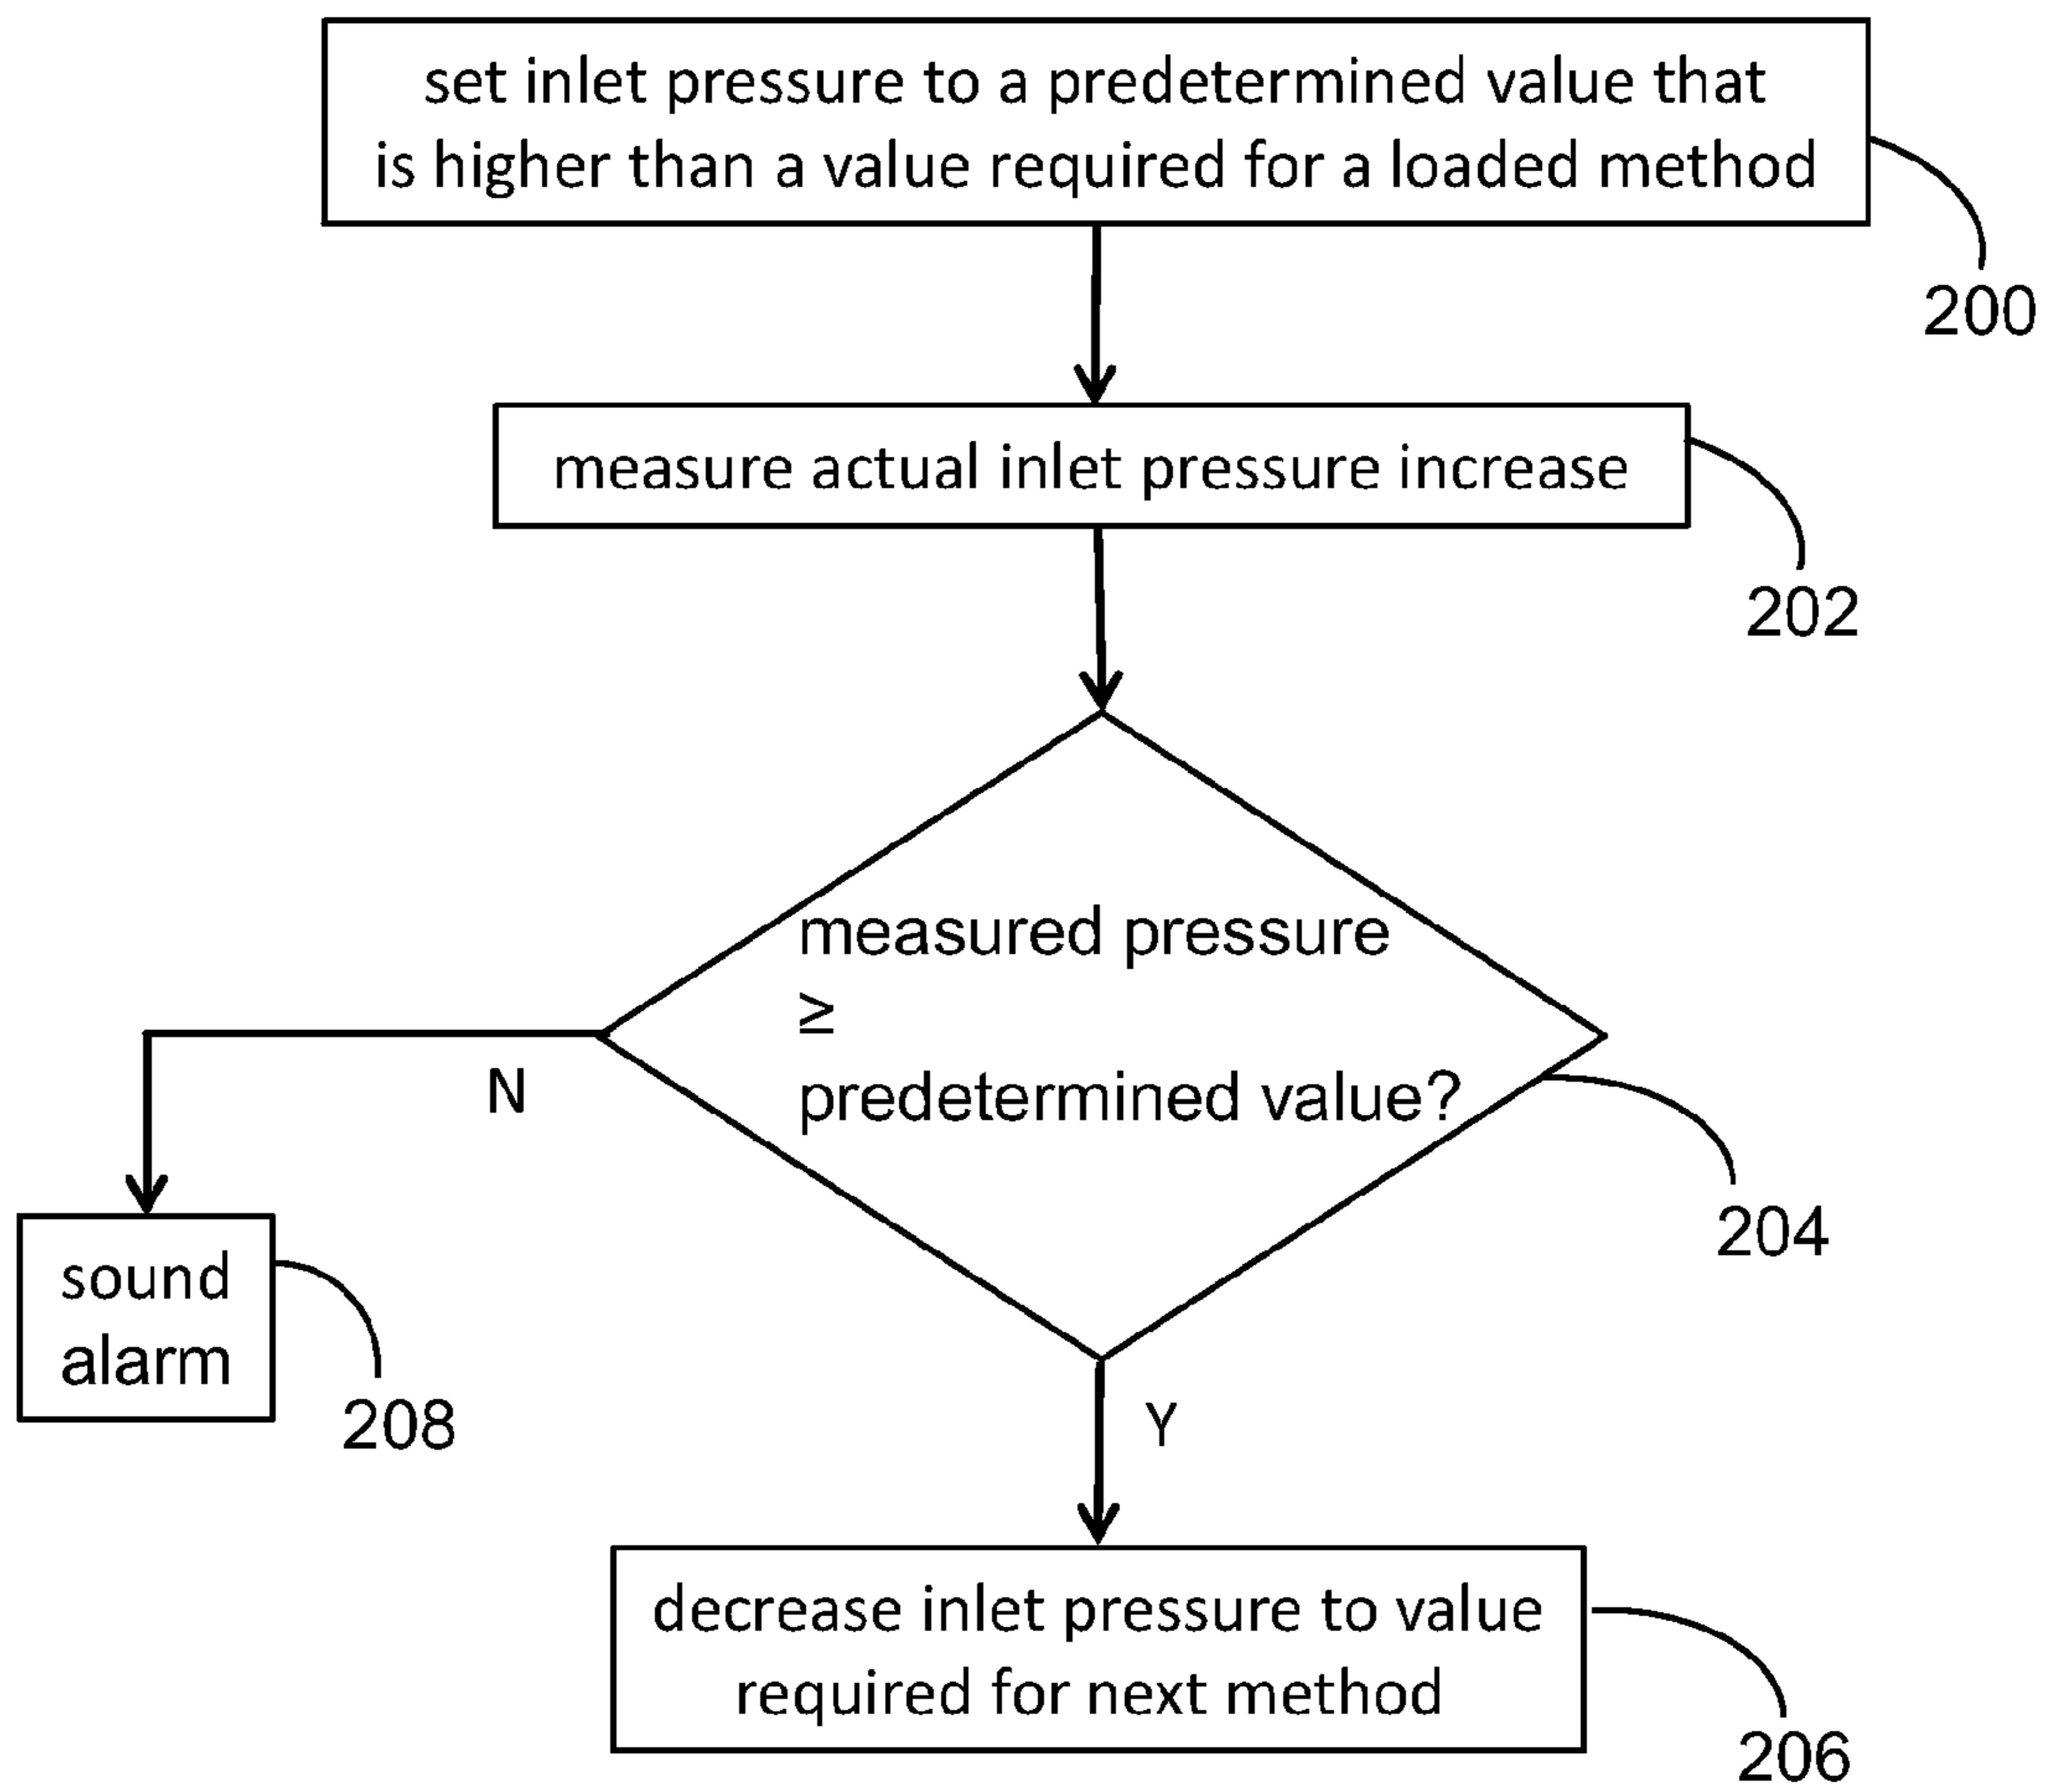 set inlet pressure to a predetermined value that
is higher than a value required for a loaded method
200
measure actual inlet pressure increase
202
measured pressure
≥
predetermined value?
N
204
sound
alarm
208
Y
decrease inlet pressure to value
required for next method
206